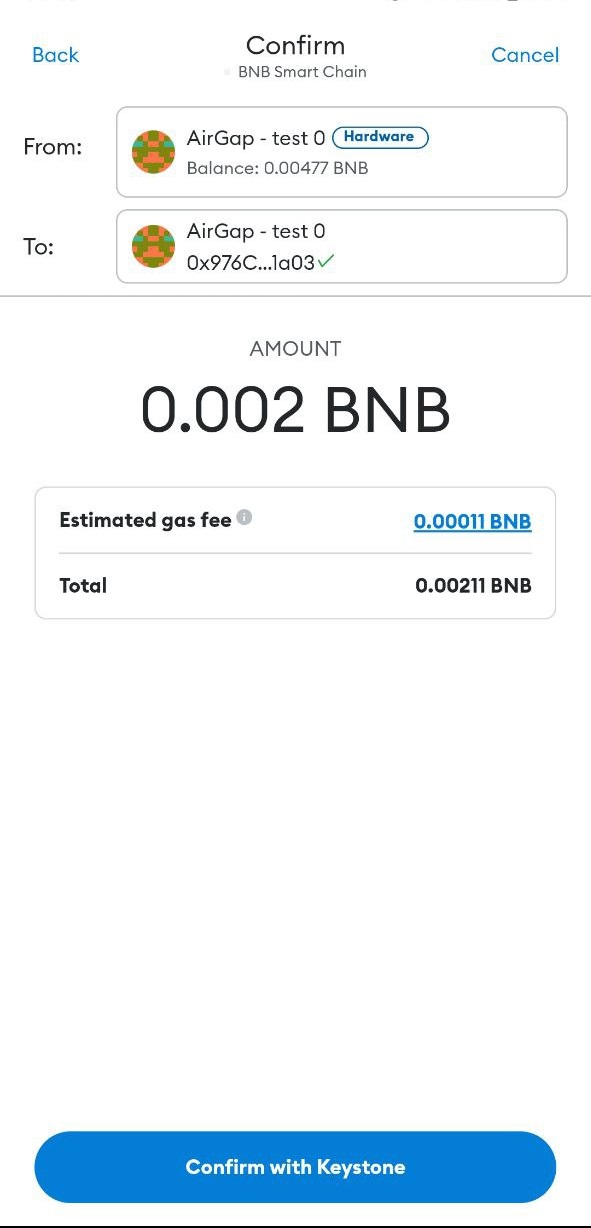 Back
Confirm
Cancel
BNB Smart Chain
From:
AirGap - test 0 Hardware
Balance: 0.00477 BNB
To:
AirGap - test 0
0x976C...1a03
AMOUNT
0.002 BNB
Estimated gas fee
0.00011 BNB
Total
0.00211 BNB
Confirm with Keystone